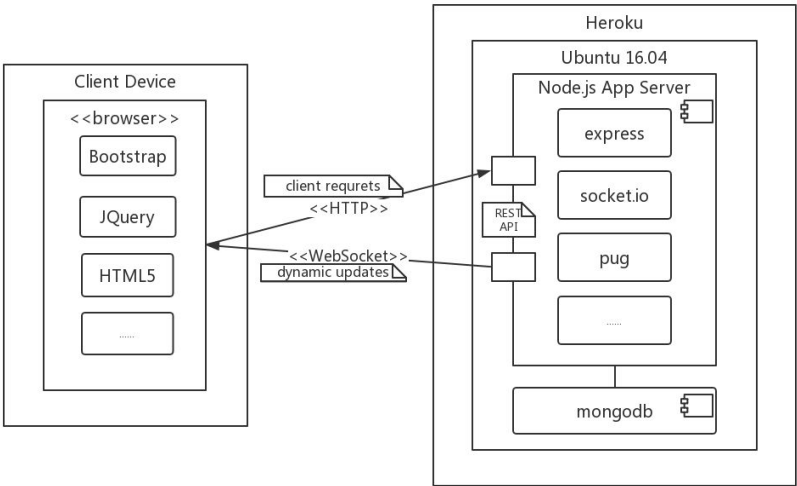 Heroku
Ubuntu 16.04
Client Device
Node.js App Server
<<browser>>
express
Bootstrap
client requrets
<<HTTP>>
socket.io
JQuery
REST
API
<<WebSocket>>
dynamic updates
pug
HTML5
......
......
mongodb